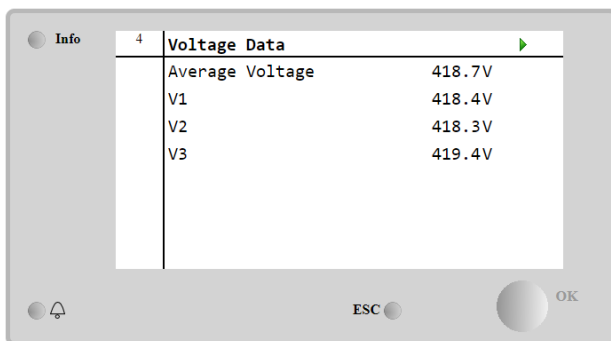 Info
4 Voltage Data
Average Voltage 418.7V
V1 418.4V
V2 418.3V
V3 419.4V
ESC
OK